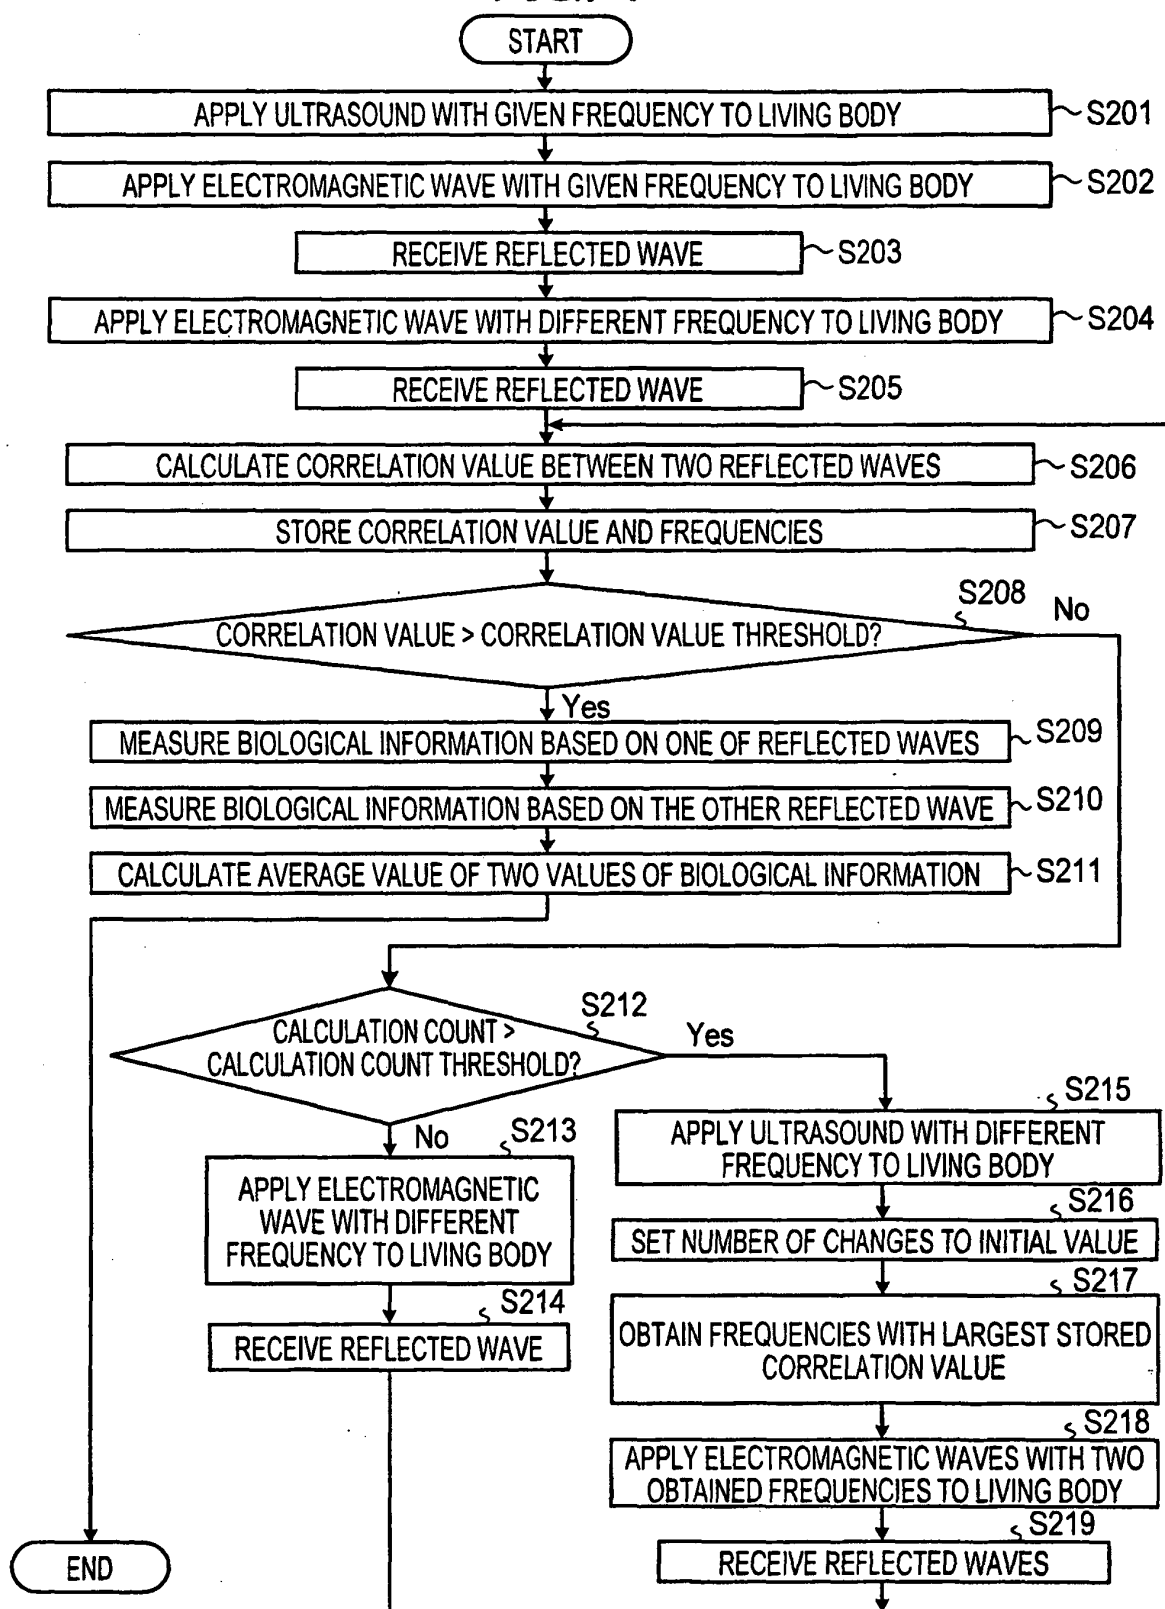 START
APPLY ULTRASOUND WITH GIVEN FREQUENCY TO LIVING BODY
S201
APPLY ELECTROMAGNETIC WAVE WITH GIVEN FREQUENCY TO LIVING BODY
S202
RECEIVE REFLECTED WAVE
S203
APPLY ELECTROMAGNETIC WAVE WITH DIFFERENT FREQUENCY TO LIVING BODY
S204
RECEIVE REFLECTED WAVE
S205
CALCULATE CORRELATION VALUE BETWEEN TWO REFLECTED WAVES
S206
STORE CORRELATION VALUE AND FREQUENCIES
S207
S208
CORRELATION VALUE > CORRELATION VALUE THRESHOLD?
No
Yes
MEASURE BIOLOGICAL INFORMATION BASED ON ONE OF REFLECTED WAVES
S209
MEASURE BIOLOGICAL INFORMATION BASED ON THE OTHER REFLECTED WAVE
S210
CALCULATE AVERAGE VALUE OF TWO VALUES OF BIOLOGICAL INFORMATION
S211
S212
CALCULATION COUNT >
CALCULATION COUNT THRESHOLD?
Yes
No
S213
APPLY ELECTROMAGNETIC
WAVE WITH DIFFERENT
FREQUENCY TO LIVING BODY
S214
RECEIVE REFLECTED WAVE
S215
APPLY ULTRASOUND WITH DIFFERENT
FREQUENCY TO LIVING BODY
S216
SET NUMBER OF CHANGES TO INITIAL VALUE
S217
OBTAIN FREQUENCIES WITH LARGEST STORED
CORRELATION VALUE
S218
APPLY ELECTROMAGNETIC WAVES WITH TWO
OBTAINED FREQUENCIES TO LIVING BODY
S219
RECEIVE REFLECTED WAVES
END